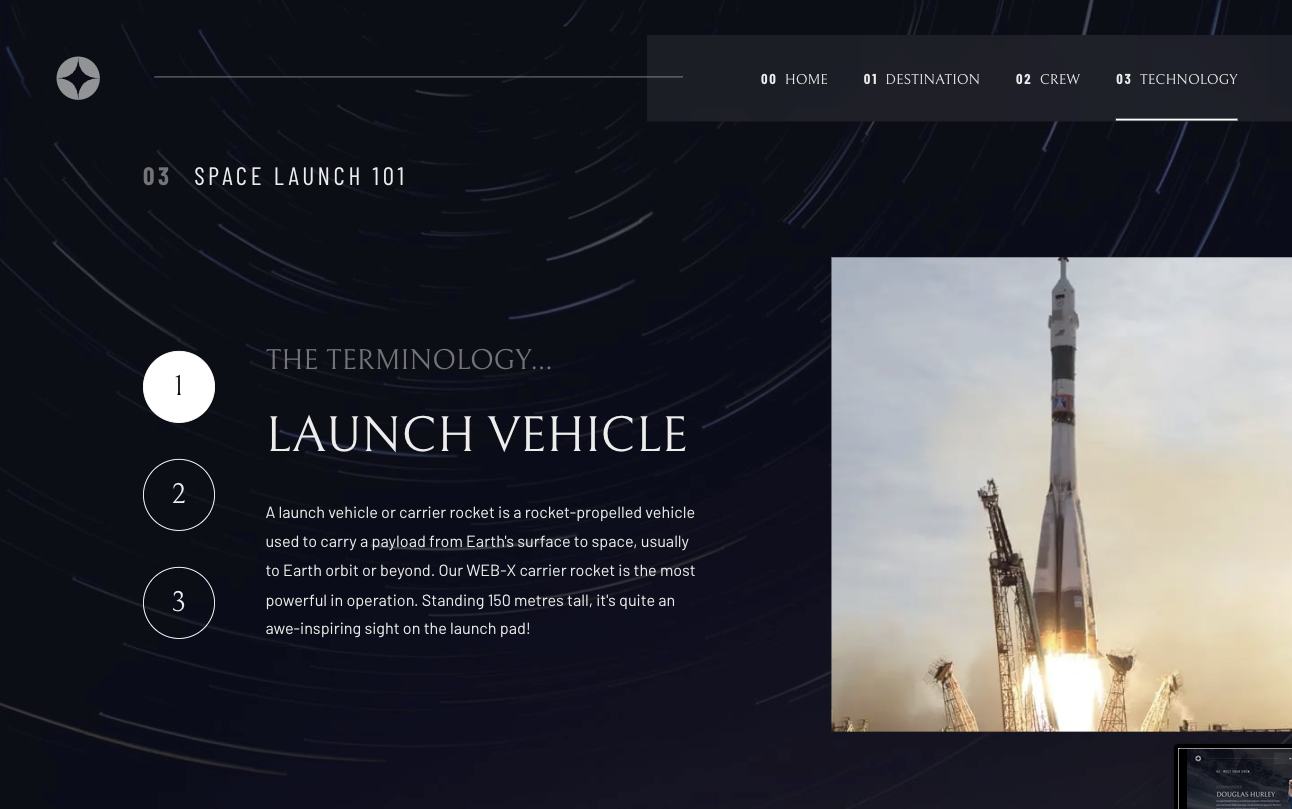 00 HOME 01 DESTINATION 02 CREW 03 TECHNOLOGY
03 SPACE LAUNCH 101
THE TERMINOLOGY...
1
LAUNCH VEHICLE
2
A launch vehicle or carrier rocket is a rocket-propelled vehicle
used to carry a payload from Earth's surface to space, usually
to Earth orbit or beyond. Our WEB-X carrier rocket is the most
powerful in operation. Standing 150 metres tall, it's quite an
awe-inspiring sight on the launch pad!
3
DOUGLAS HURLEY